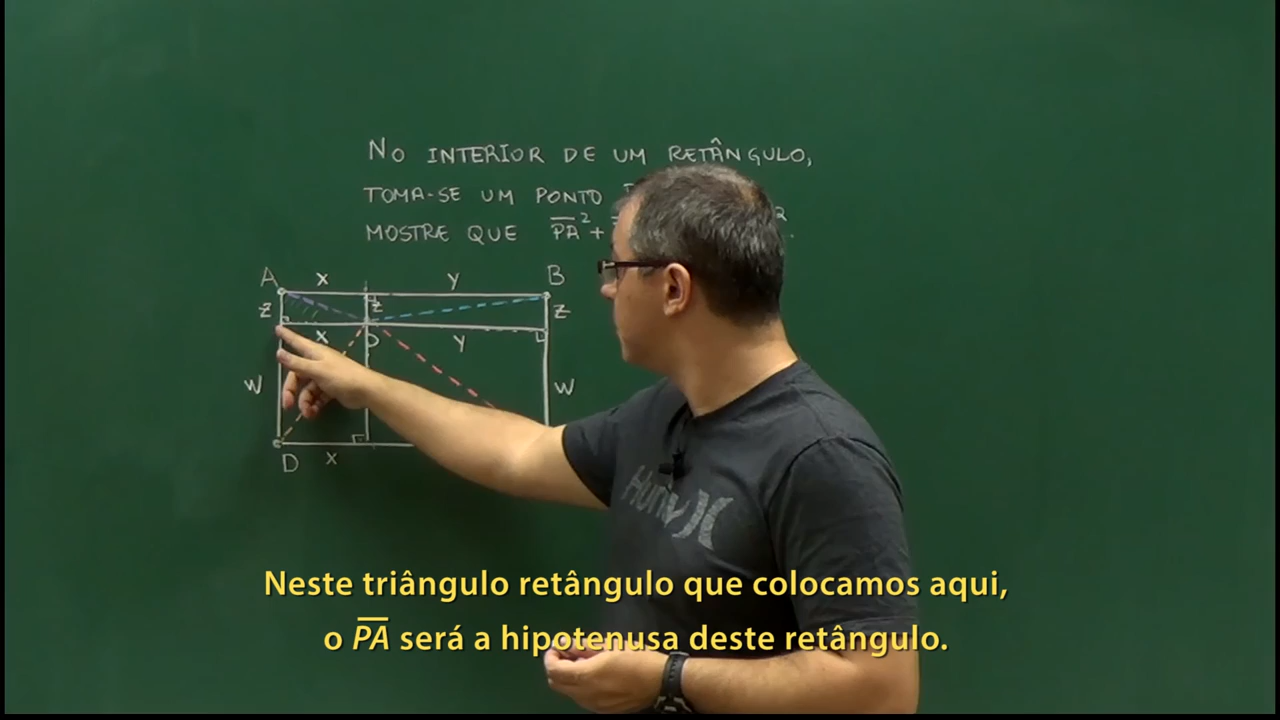 NO INTERIOR DE UM RETÂNGULO,
TOMA-SE UM PONTO
MOSTRE QUE PA² +
A x y B
z z z
x P y
w w
D x
Hurley
Neste triângulo retângulo que colocamos aqui,
o PA será a hipotenusa deste retângulo.